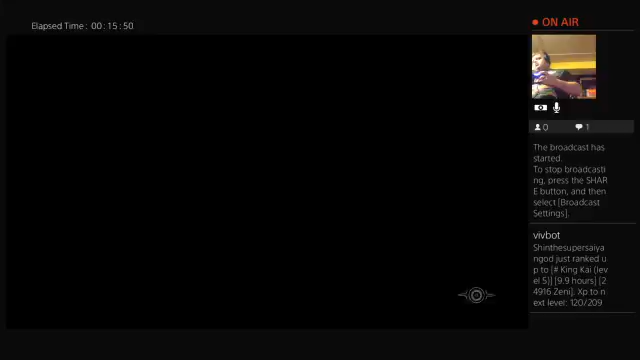 Elapsed Time : 00 : 15 : 50
ON AIR
0 1
The broadcast has
started.
To stop broadcasti
ng, press the SHAR
E button, and then
select [Broadcast
Settings].
vivbot
Shinthesupersaiya
ngod just ranked u
p to [# King Kai (lev
el 5)] [9.9 hours] [2
4916 Zeni]. Xp to n
ext level: 120/209